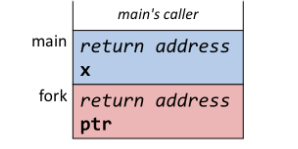 main's caller
main
return address
x
fork
return address
ptr